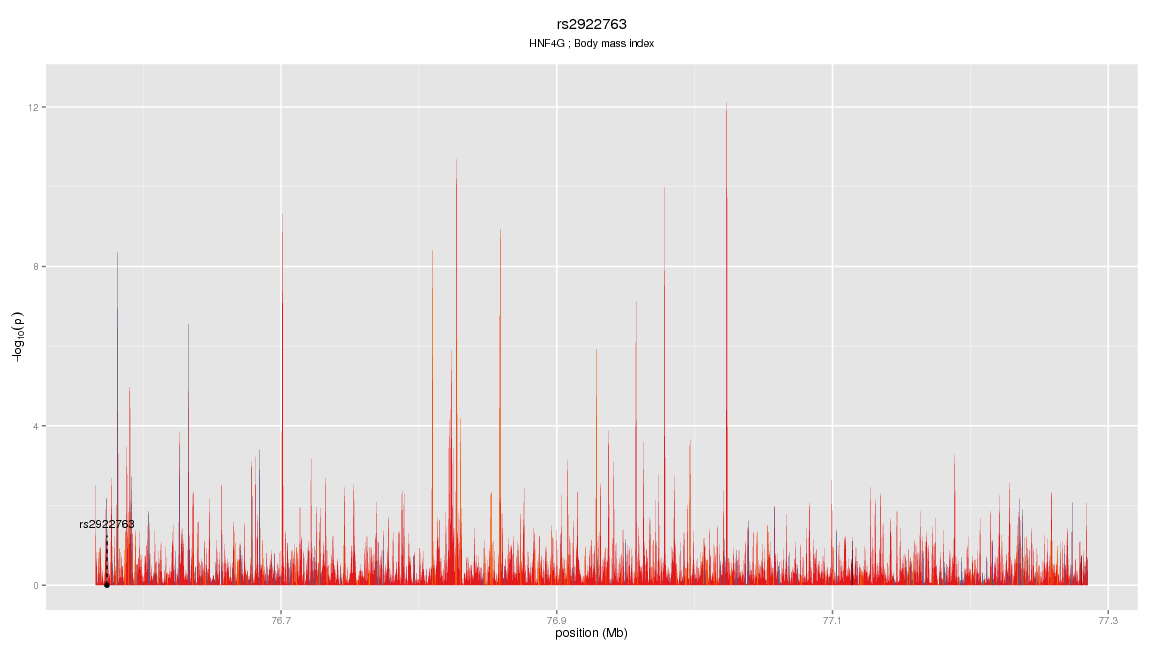 rs2922763
HNF4G ; Body mass index
12
8
4
0
−log10(p)
rs2922763
76.7
76.9
77.1
77.3
position (Mb)